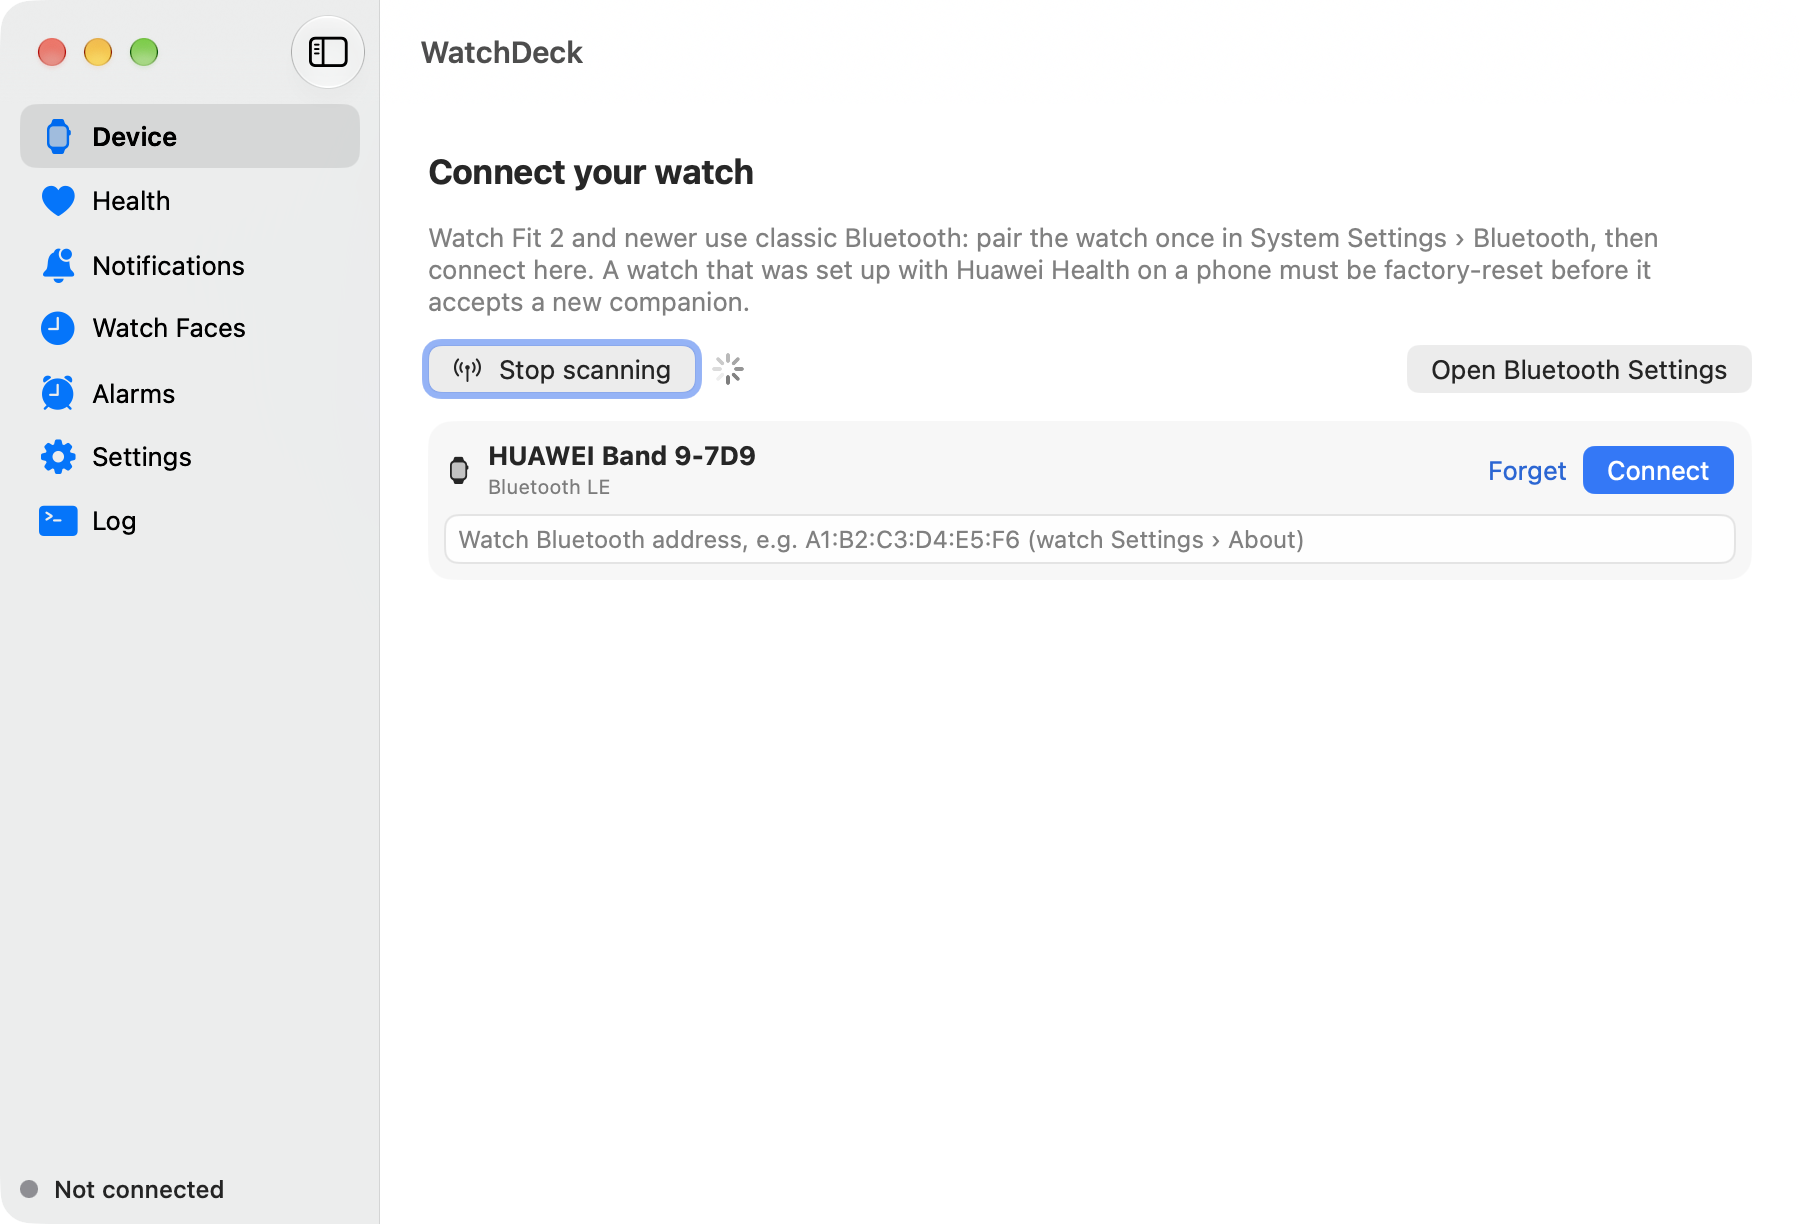 WatchDeck
Device
Health
Notifications
Watch Faces
Alarms
Settings
Log
Not connected
Connect your watch
Watch Fit 2 and newer use classic Bluetooth: pair the watch once in System Settings › Bluetooth, then
connect here. A watch that was set up with Huawei Health on a phone must be factory-reset before it
accepts a new companion.
Stop scanning
Open Bluetooth Settings
HUAWEI Band 9-7D9
Bluetooth LE
Forget
Connect
Watch Bluetooth address, e.g. A1:B2:C3:D4:E5:F6 (watch Settings › About)